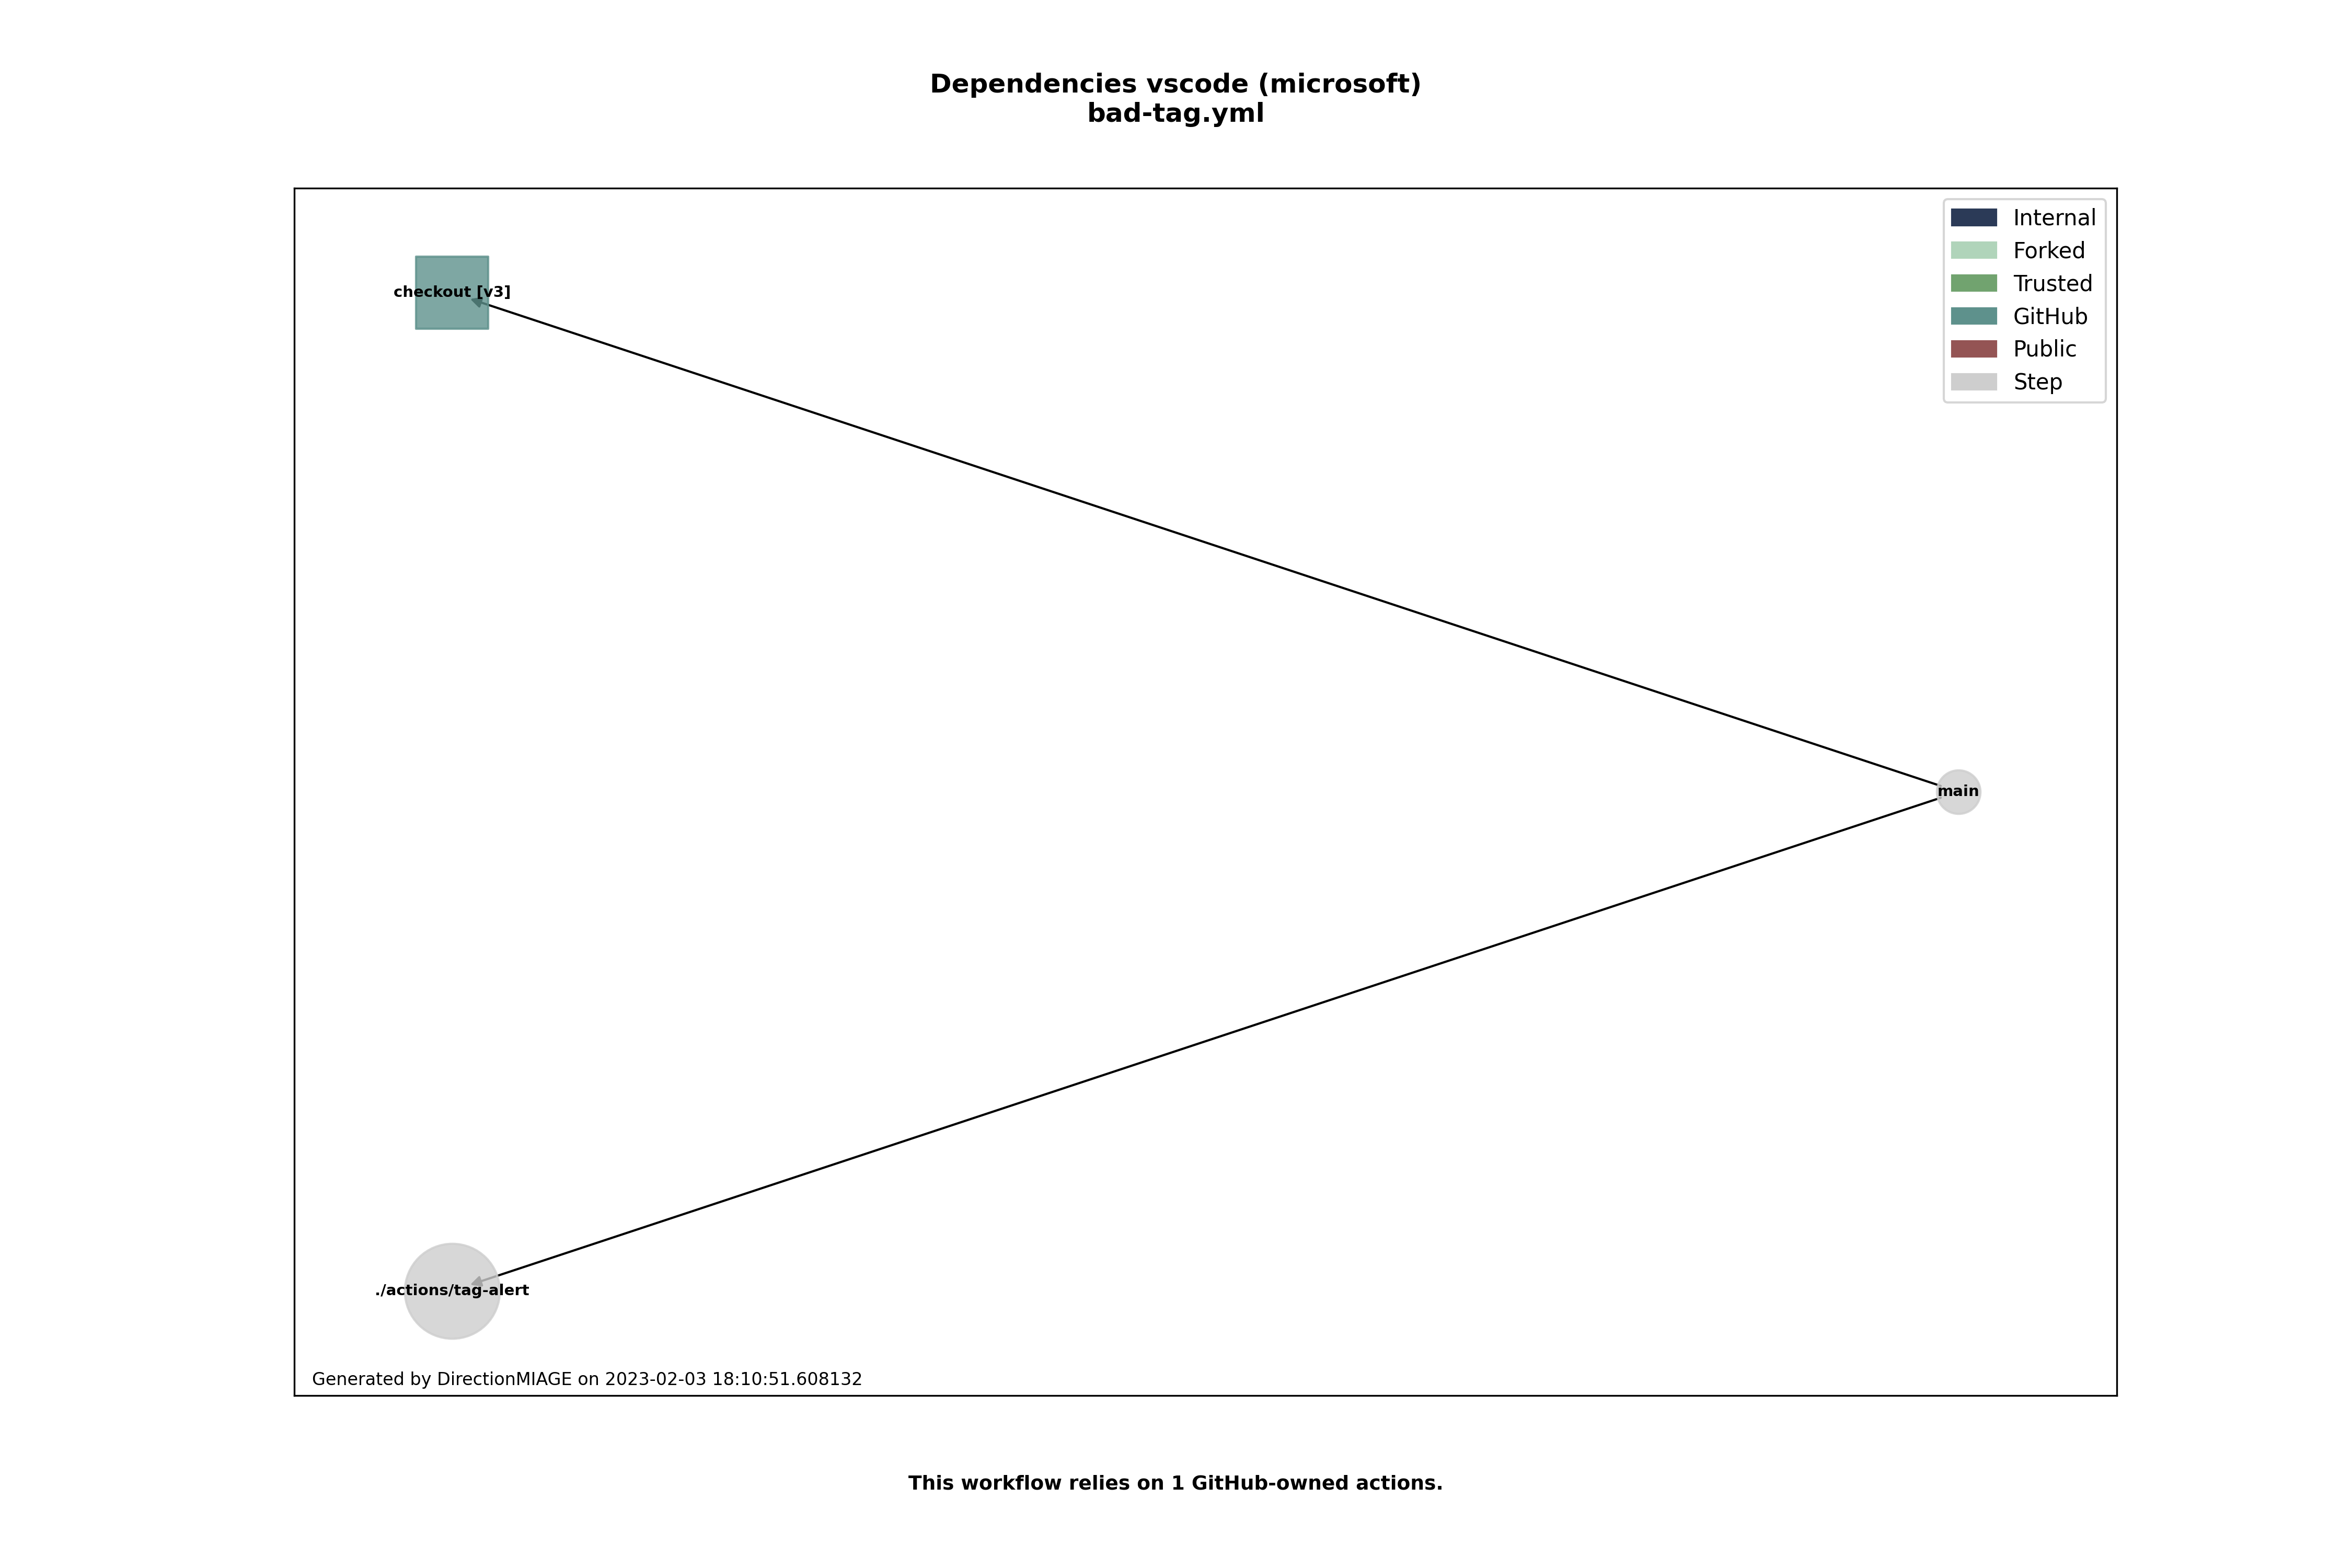 Dependencies vscode (microsoft)
bad-tag.yml
Internal
Forked
Trusted
GitHub
Public
Step
checkout [v3]
main
./actions/tag-alert
Generated by DirectionMIAGE on 2023-02-03 18:10:51.608132
This workflow relies on 1 GitHub-owned actions.